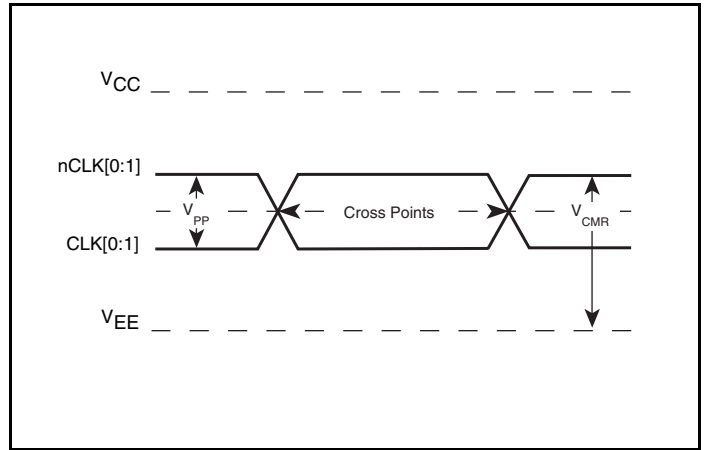 VCC
nCLK[0:1]
VPP
Cross Points
VCMR
CLK[0:1]
VEE